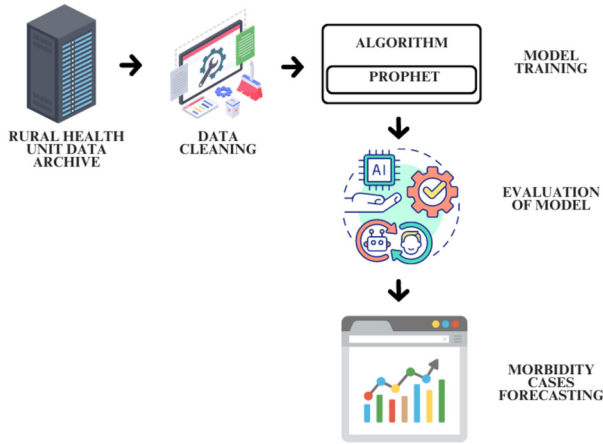 RURAL HEALTH
UNIT DATA
ARCHIVE
DATA
CLEANING
ALGORITHM
PROPHET
MODEL
TRAINING
AI
EVALUATION
OF MODEL
MORBIDITY
CASES
FORECASTING